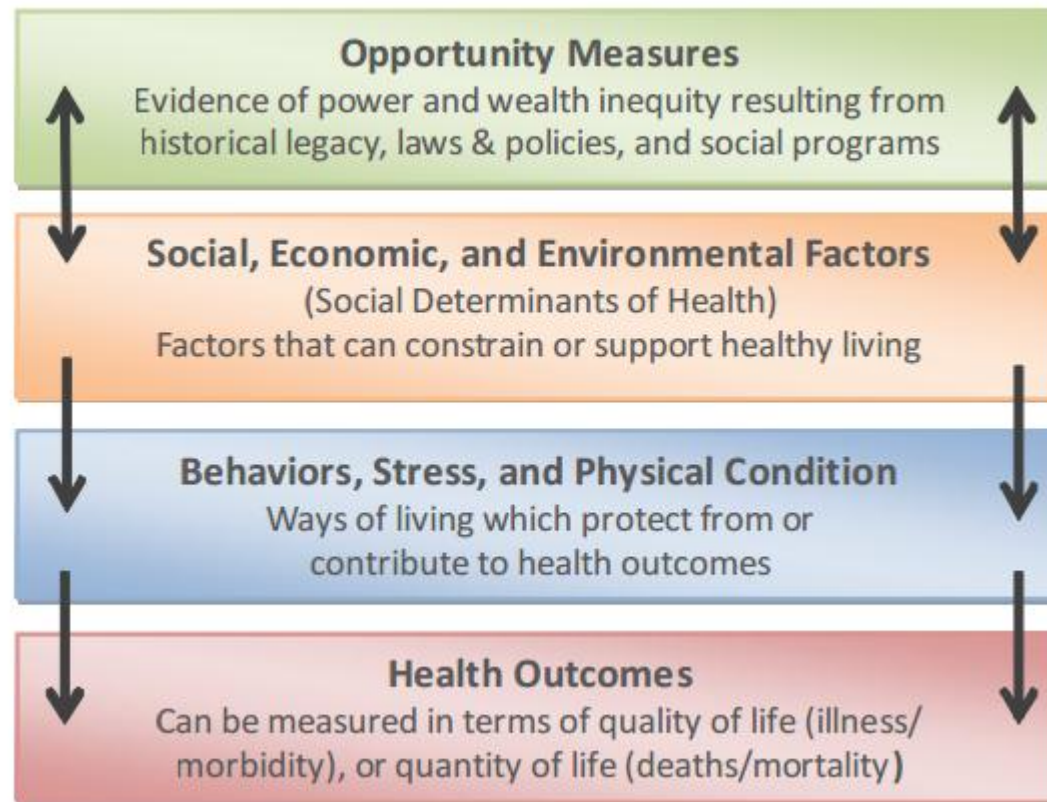 Opportunity Measures
Evidence of power and wealth inequity resulting from
historical legacy, laws & policies, and social programs
Social, Economic, and Environmental Factors
(Social Determinants of Health)
Factors that can constrain or support healthy living
Behaviors, Stress, and Physical Condition
Ways of living which protect from or
contribute to health outcomes
Health Outcomes
Can be measured in terms of quality of life (illness/
morbidity), or quantity of life (deaths/mortality)